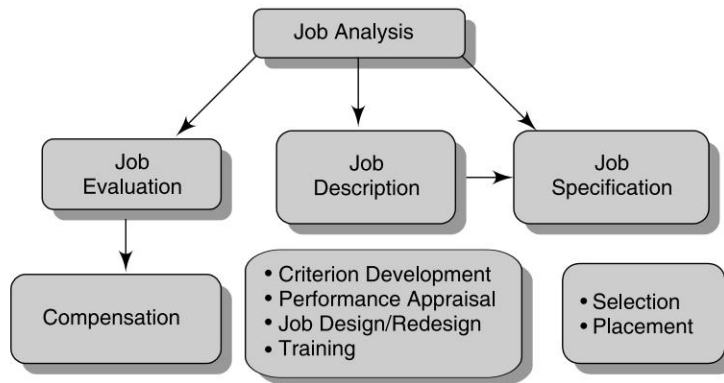 Job Analysis
Job
Evaluation
Job
Description
Job
Specification
Compensation
• Criterion Development
• Performance Appraisal
• Job Design/Redesign
• Training
• Selection
• Placement